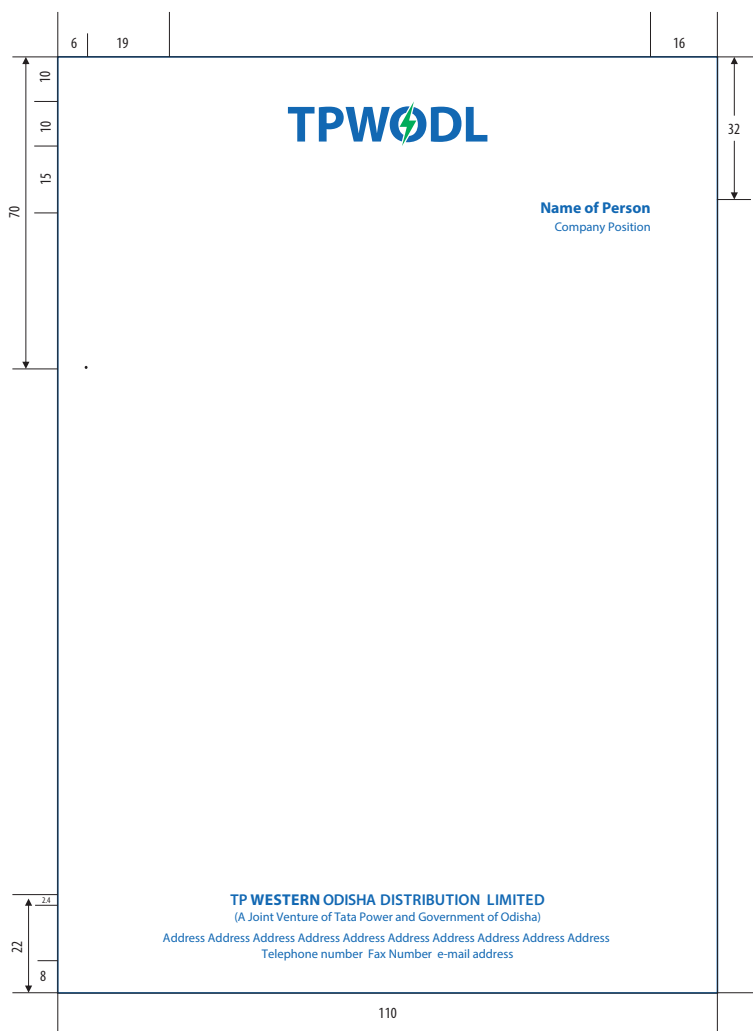 6 19 16
10
TPWODL
10
32
15
70
Name of Person
Company Position
TP WESTERN ODISHA DISTRIBUTION LIMITED
2.4
(A Joint Venture of Tata Power and Government of Odisha)
Address Address Address Address Address Address Address Address Address Address
22
Telephone number Fax Number e-mail address
8
110